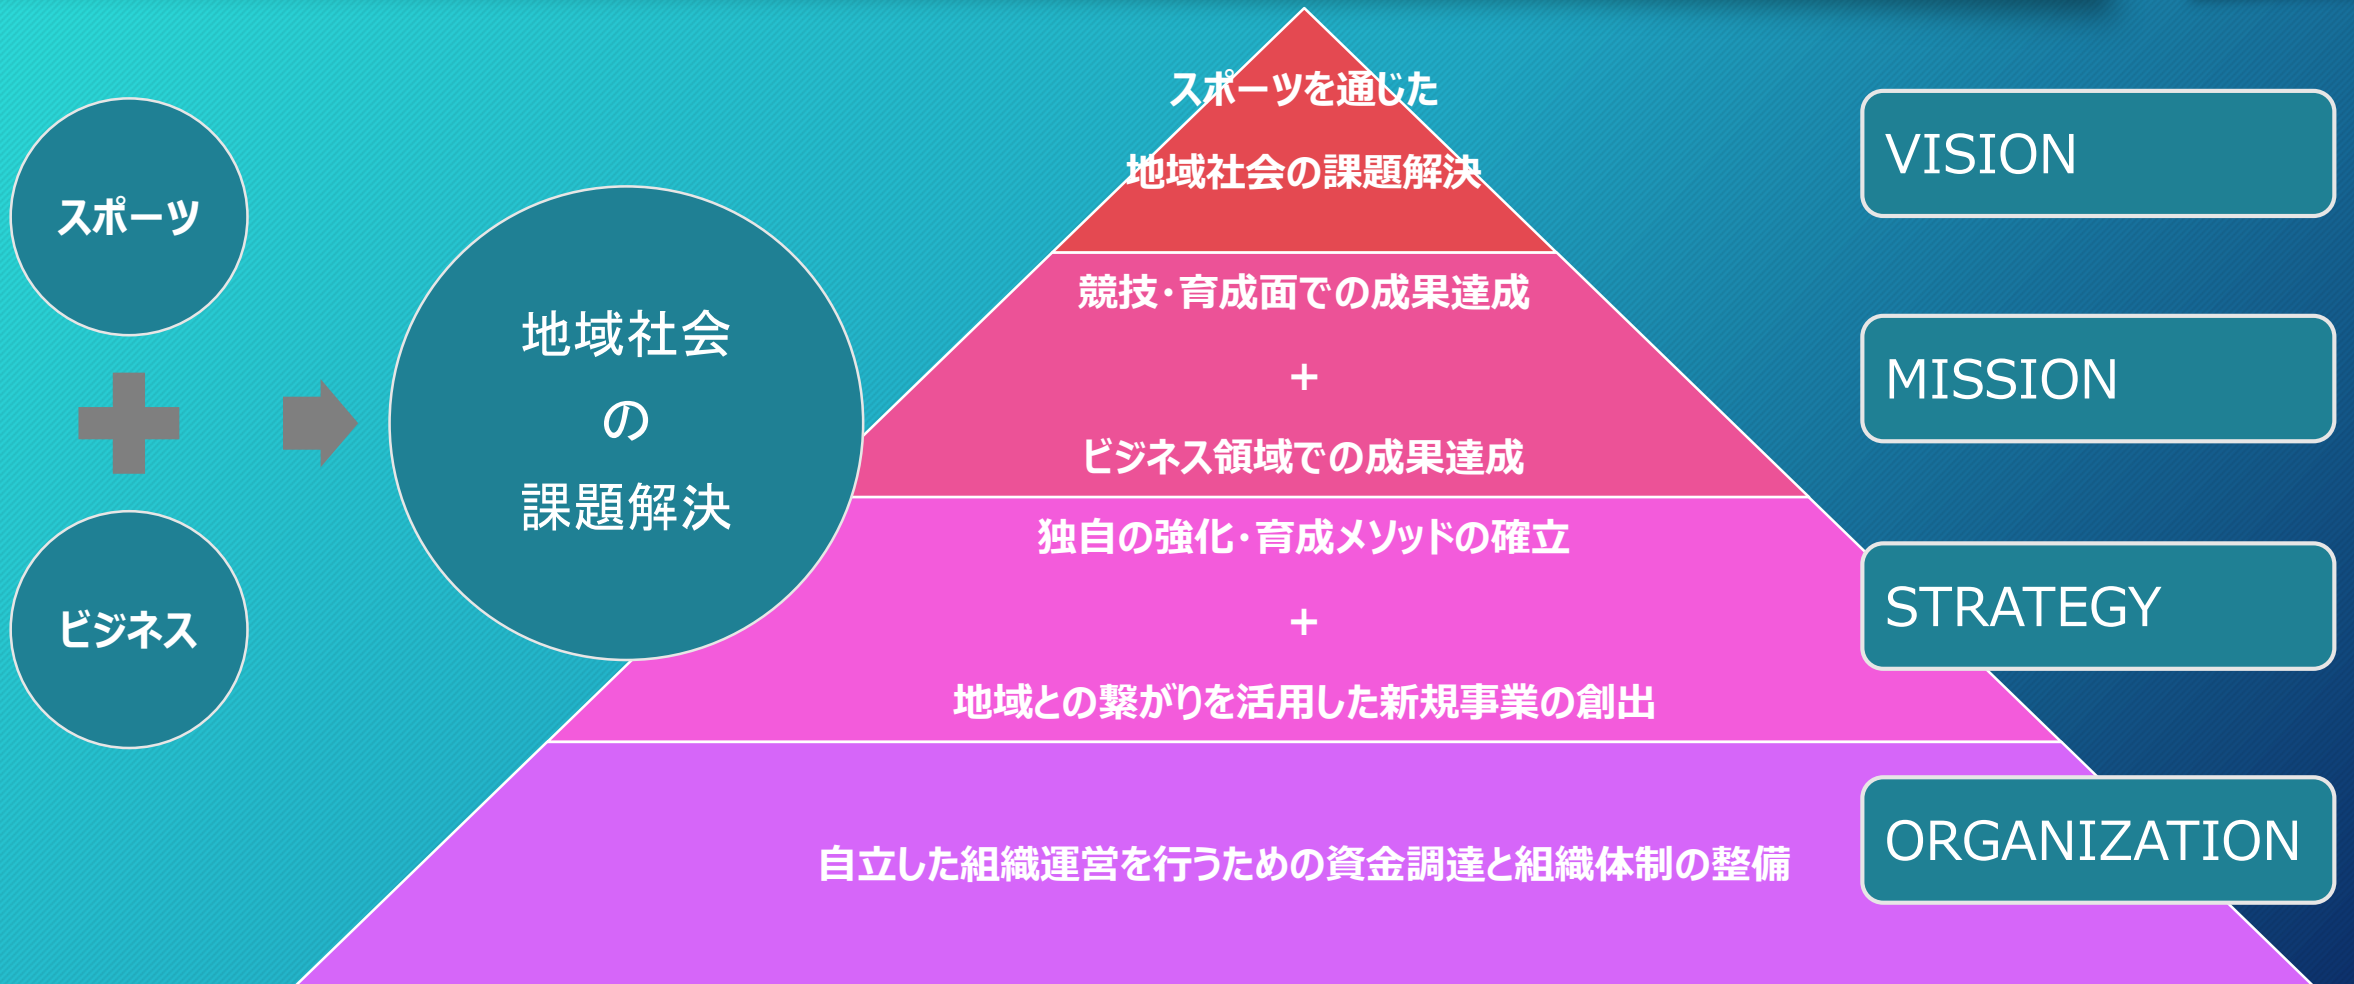 スポーツ
ビジネス
地域社会
の
課題解決
スポーツを通じた
地域社会の課題解決
競技・育成面での成果達成
+
ビジネス領域での成果達成
独自の強化・育成メソッドの確立
+
地域との繋がりを活用した新規事業の創出
自立した組織運営を行うための資金調達と組織体制の整備
VISION
MISSION
STRATEGY
ORGANIZATION